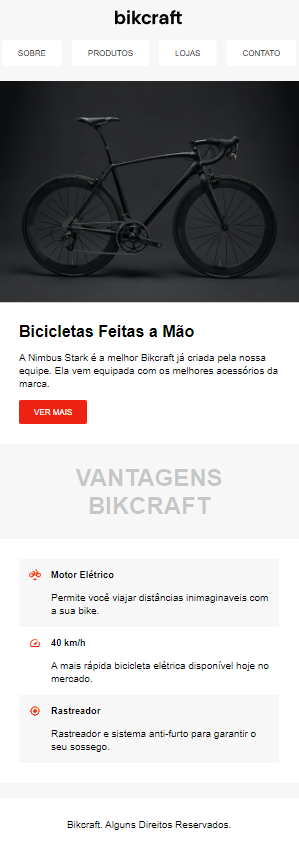 bikcraft
SOBRE PRODUTOS LOJAS CONTATO
Bicicletas Feitas a Mão
A Nimbus Stark é a melhor Bikcraft já criada pela nossa
equipe. Ela vem equipada com os melhores acessórios da
marca.
VER MAIS
VANTAGENS
BIKCRAFT
Motor Elétrico
Permite você viajar distâncias inimaginaveis com
a sua bike.
40 km/h
A mais rápida bicicleta elétrica disponível hoje no
mercado.
Rastreador
Rastreador e sistema anti-furto para garantir o
seu sossego.
Bikcraft. Alguns Direitos Reservados.